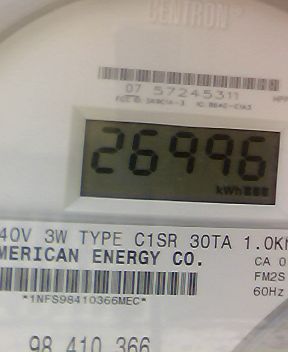 CENTRON
07 57245311
26996
kWh
40V 3W TYPE C1SR 30TA 1.0K
MERICAN ENERGY CO.
CA 0
FM2S
*1NFS98410366MEC*
60Hz
98 410 366